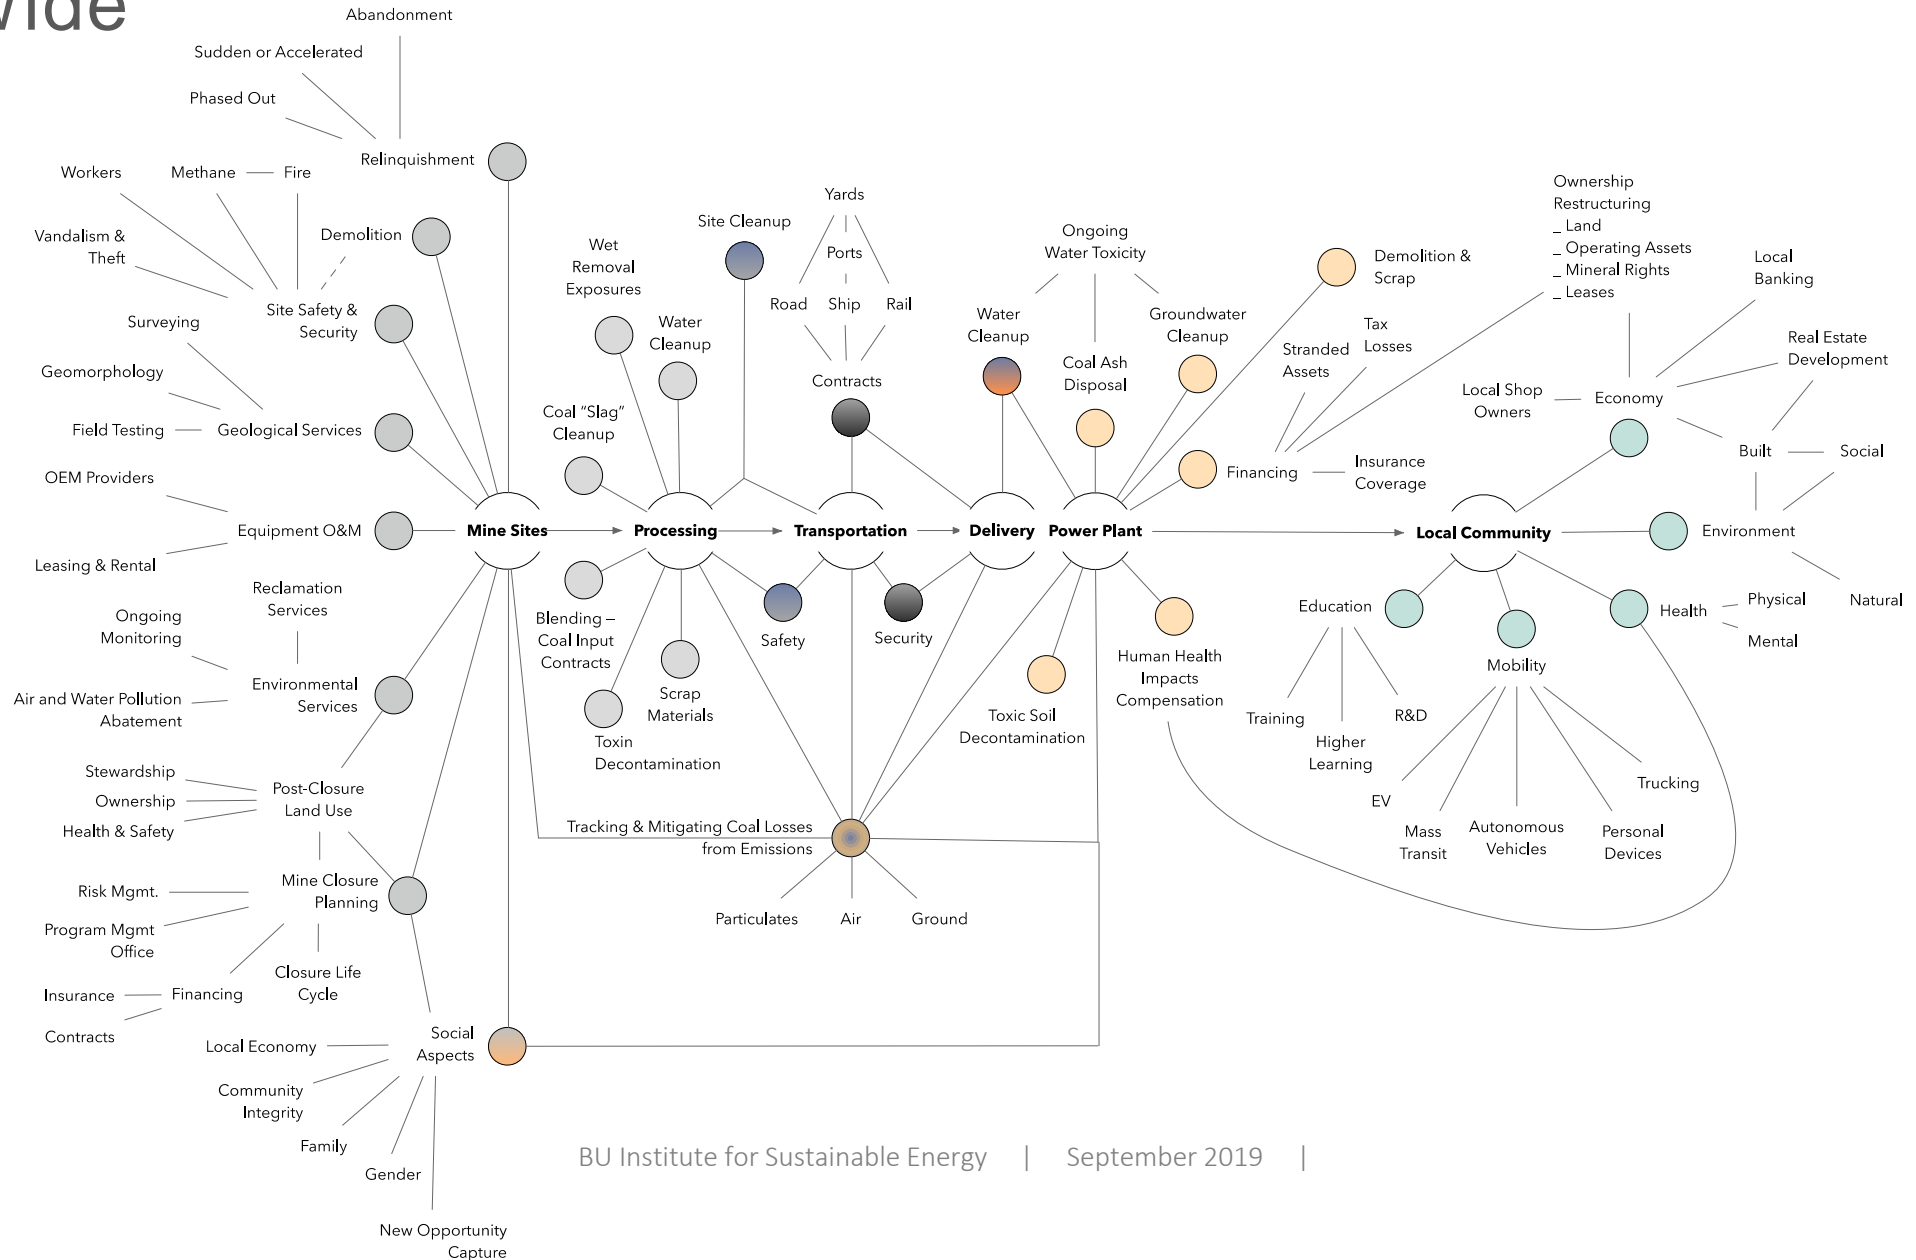 wide
Abandonment
Sudden or Accelerated
Phased Out
Relinquishment
Workers
Methane
Fire
Vandalism &
Theft
Demolition
Site Safety &
Security
Surveying
Geomorphology
Field Testing
Geological Services
OEM Providers
Equipment O&M
Leasing & Rental
Reclamation
Services
Ongoing
Monitoring
Air and Water Pollution
Abatement
Environmental
Services
Stewardship
Ownership
Health & Safety
Post-Closure
Land Use
Risk Mgmt.
Mine Closure
Planning
Program Mgmt
Office
Closure Life
Cycle
Insurance
Financing
Contracts
Social
Aspects
Local Economy
Community
Integrity
Family
Gender
New Opportunity
Capture
Mine Sites
Processing
Transportation
Delivery
Power Plant
Local Community
Wet
Removal
Exposures
Water
Cleanup
Coal “Slag”
Cleanup
Site Cleanup
Blending –
Coal Input
Contracts
Toxin
Decontamination
Scrap
Materials
Safety
Security
Yards
Ports
Road
Ship
Rail
Contracts
Tracking & Mitigating Coal Losses
from Emissions
Particulates
Air
Ground
Ongoing
Water Toxicity
Water
Cleanup
Coal Ash
Disposal
Groundwater
Cleanup
Demolition &
Scrap
Stranded
Assets
Tax
Losses
Financing
Insurance
Coverage
Toxic Soil
Decontamination
Human Health
Impacts
Compensation
Ownership
Restructuring
_ Land
_ Operating Assets
_ Mineral Rights
_ Leases
Local
Banking
Real Estate
Development
Local Shop
Owners
Economy
Built
Social
Environment
Natural
Health
Physical
Mental
Education
Training
Higher
Learning
R&D
Mobility
EV
Mass
Transit
Autonomous
Vehicles
Personal
Devices
Trucking
BU Institute for Sustainable Energy | September 2019 |